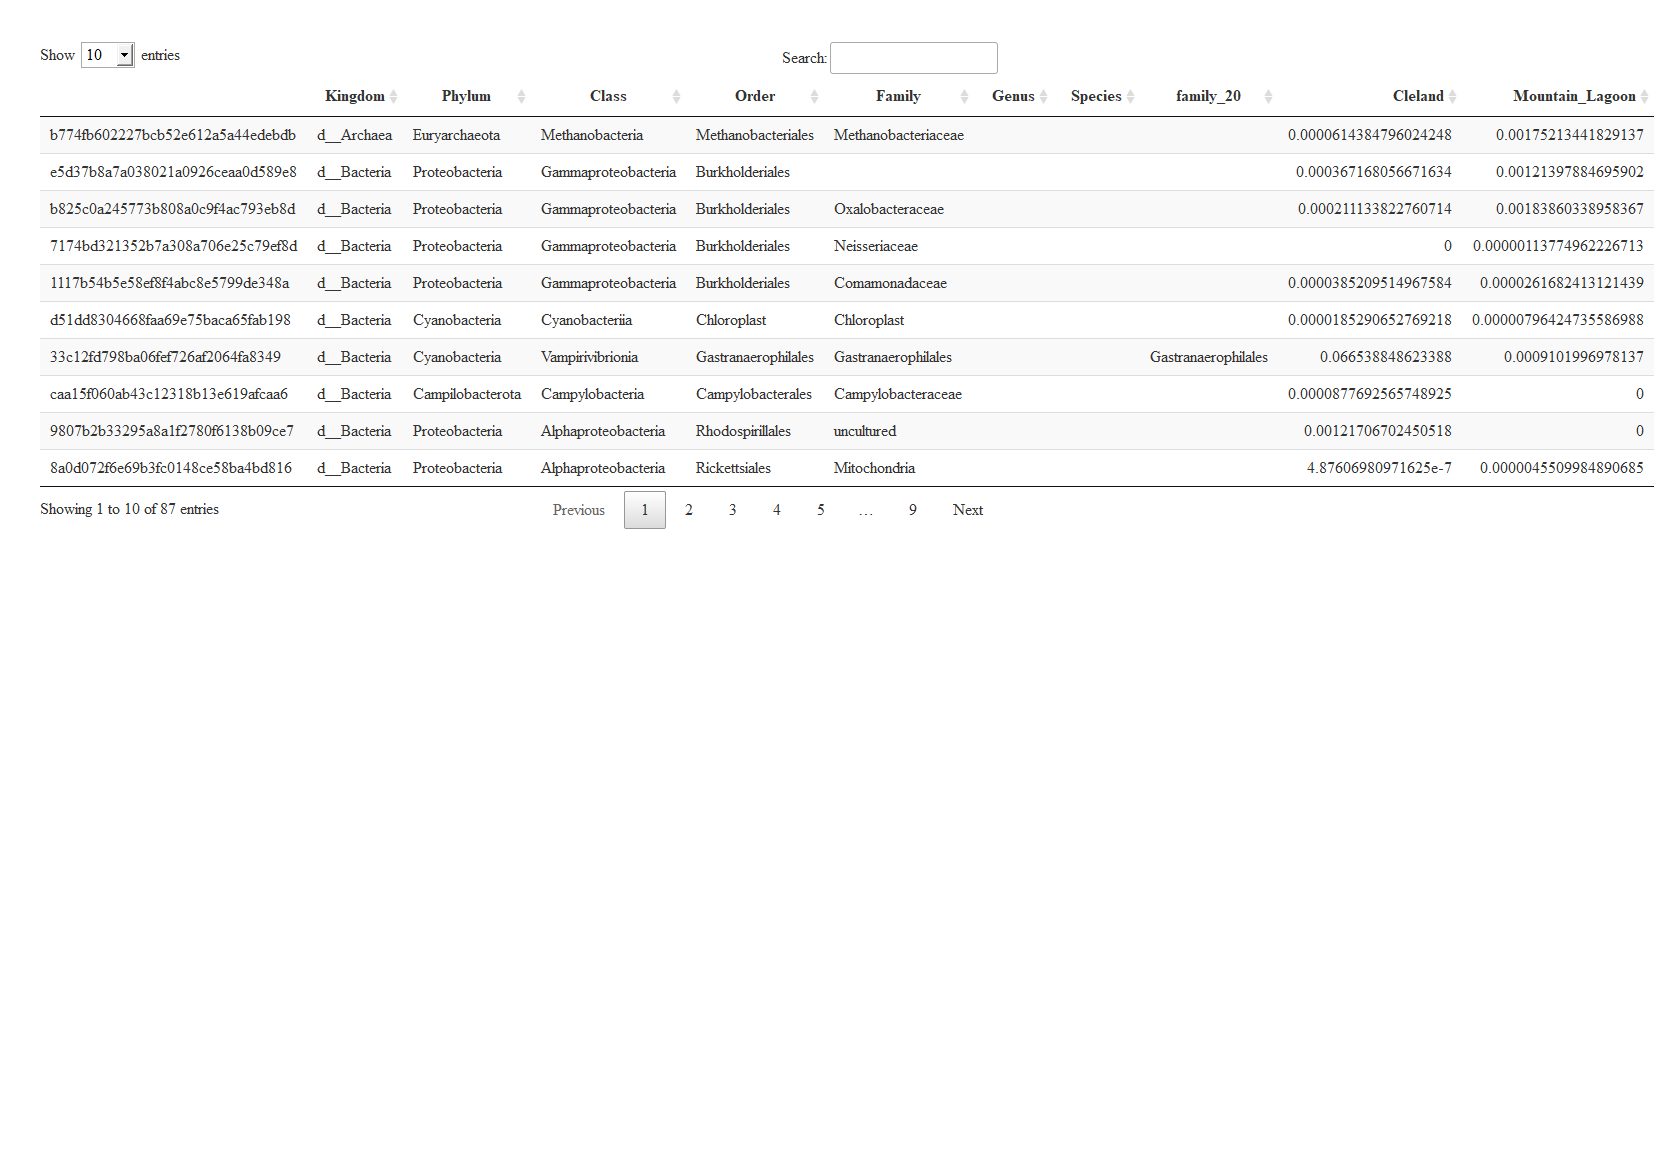 Show 10 entries Search:
Kingdom Phylum Class Order Family Genus Species family_20 Cleland Mountain_Lagoon
b774fb602227bcb52e612a5a44edebdb d__Archaea Euryarchaeota Methanobacteria Methanobacteriales Methanobacteriaceae 0.0000614384796024248 0.00175213441829137
e5d37b8a7a038021a0926ceaa0d589e8 d__Bacteria Proteobacteria Gammaproteobacteria Burkholderiales 0.000367168056671634 0.00121397884695902
b825c0a245773b808a0c9f4ac793eb8d d__Bacteria Proteobacteria Gammaproteobacteria Burkholderiales Oxalobacteraceae 0.000211133822760714 0.00183860338958367
7174bd321352b7a308a706e25c79ef8d d__Bacteria Proteobacteria Gammaproteobacteria Burkholderiales Neisseriaceae 0 0.00000113774962226713
1117b54b5e58ef8f4abc8e5799de348a d__Bacteria Proteobacteria Gammaproteobacteria Burkholderiales Comamonadaceae 0.0000385209514967584 0.0000261682413121439
d51dd8304668faa69e75baca65fab198 d__Bacteria Cyanobacteria Cyanobacteriia Chloroplast Chloroplast 0.0000185290652769218 0.00000796424735586988
33c12fd798ba06fef726af2064fa8349 d__Bacteria Cyanobacteria Vampirivibrionia Gastranaerophilales Gastranaerophilales Gastranaerophilales 0.066538848623388 0.0009101996978137
caa15f060ab43c12318b13e619afcaa6 d__Bacteria Campilobacterota Campylobacteria Campylobacterales Campylobacteraceae 0.0000877692565748925 0
9807b2b33295a8a1f2780f6138b09ce7 d__Bacteria Proteobacteria Alphaproteobacteria Rhodospirillales uncultured 0.00121706702450518 0
8a0d072f6e69b3fc0148ce58ba4bd816 d__Bacteria Proteobacteria Alphaproteobacteria Rickettsiales Mitochondria 4.87606980971625e-7 0.0000045509984890685
Showing 1 to 10 of 87 entries Previous 1 2 3 4 5 … 9 Next